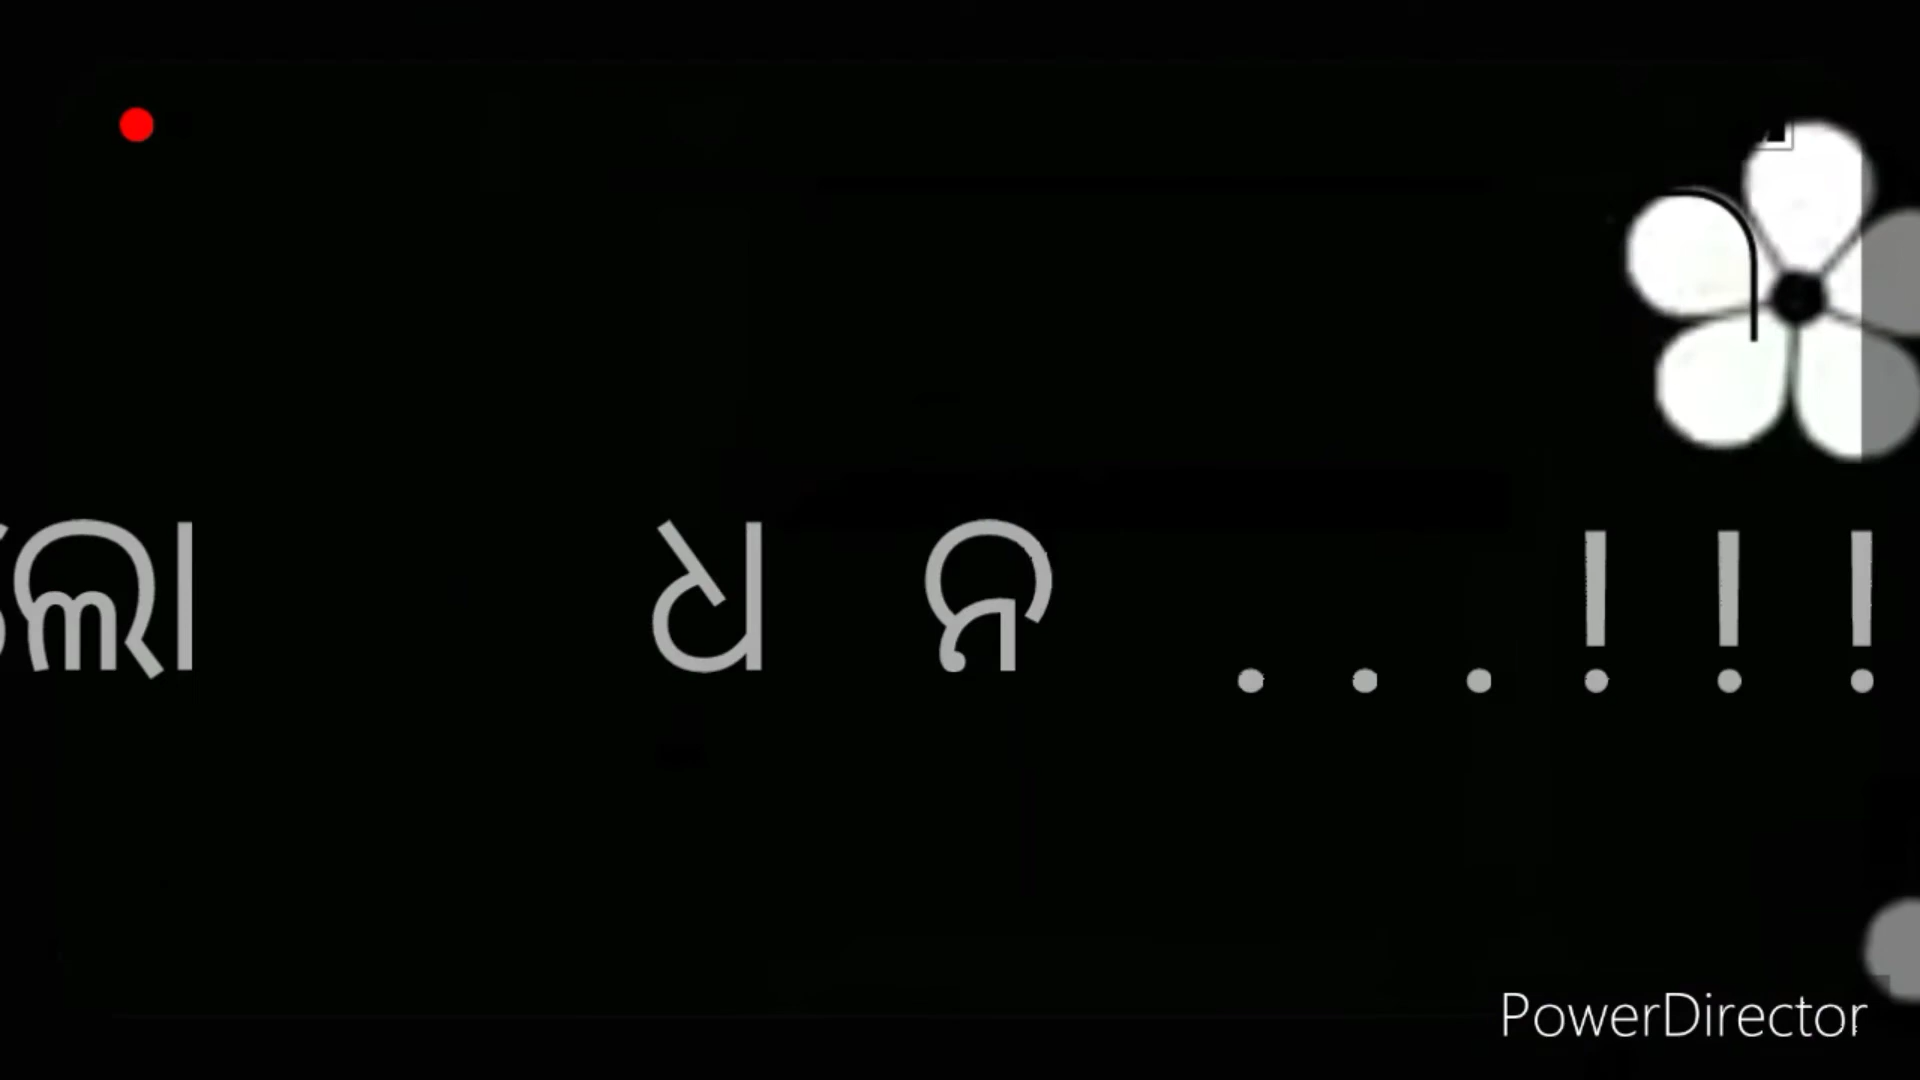 ଲୋ ଧ ନ . . . ! ! !
PowerDirector